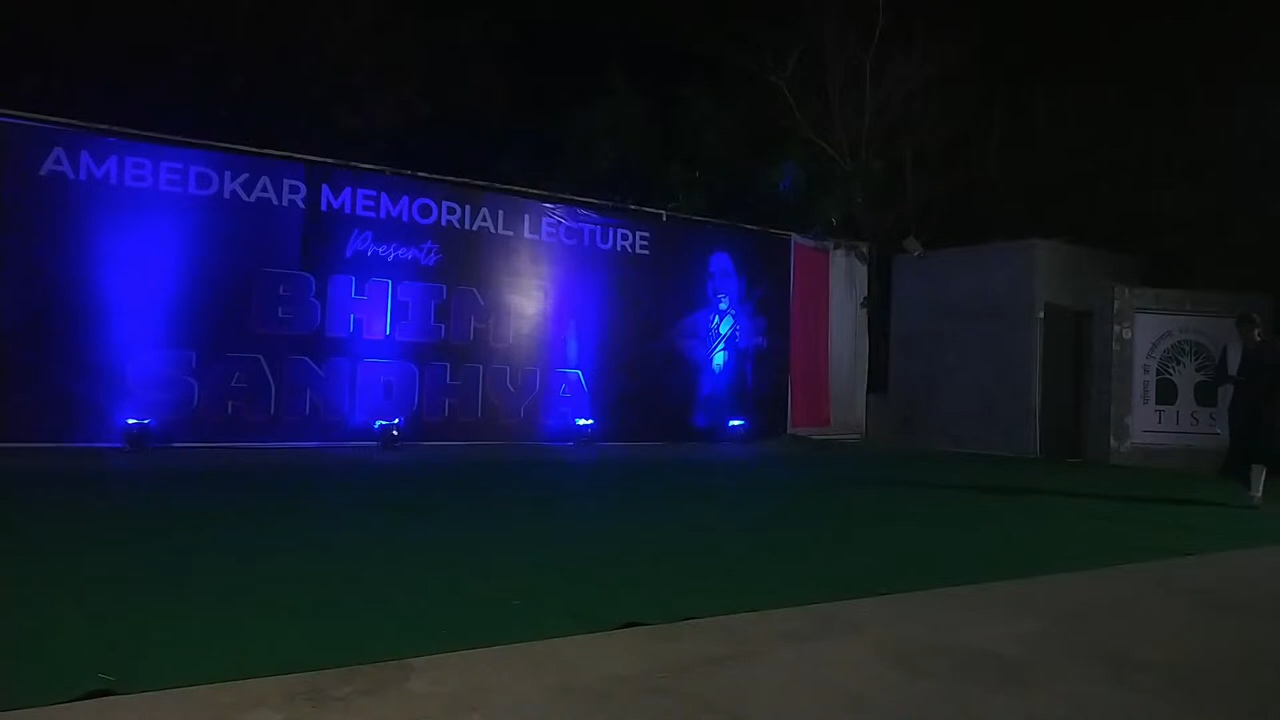 AMBEDKAR MEMORIAL LECTURE
Presents
BHIM
SANDHYA
TISS